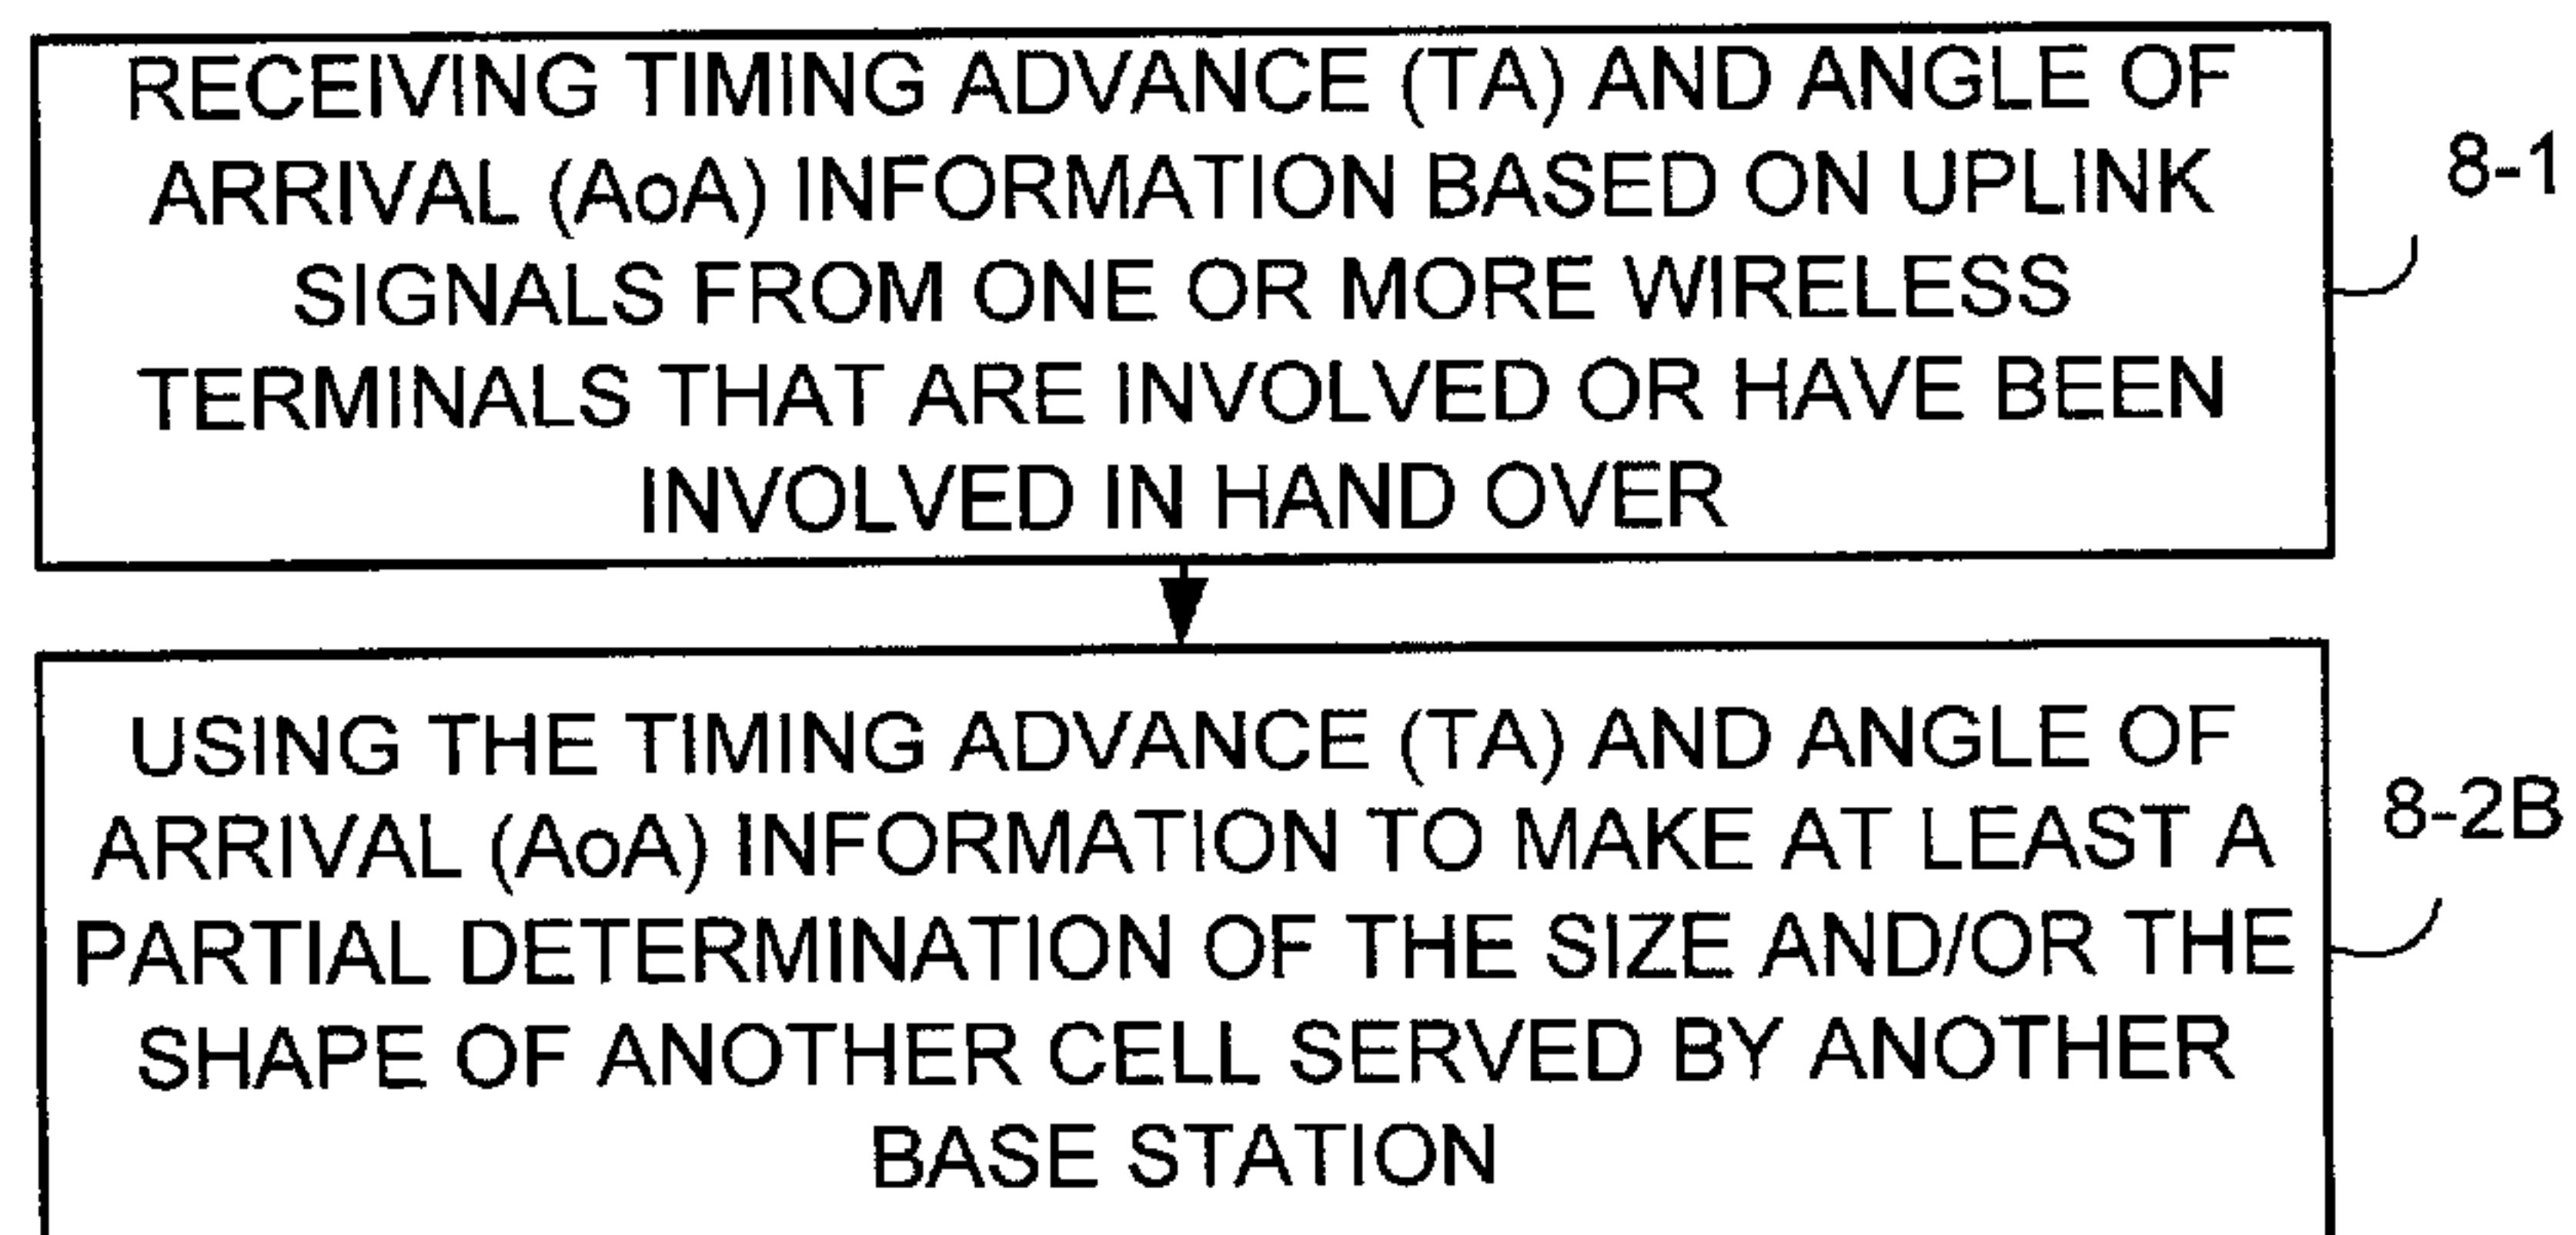 RECEIVING TIMING ADVANCE (TA) AND ANGLE OF
ARRIVAL (AoA) INFORMATION BASED ON UPLINK
SIGNALS FROM ONE OR MORE WIRELESS
TERMINALS THAT ARE INVOLVED OR HAVE BEEN
INVOLVED IN HAND OVER
8-1
USING THE TIMING ADVANCE (TA) AND ANGLE OF
ARRIVAL (AoA) INFORMATION TO MAKE AT LEAST A
PARTIAL DETERMINATION OF THE SIZE AND/OR THE
SHAPE OF ANOTHER CELL SERVED BY ANOTHER
BASE STATION
8-2B